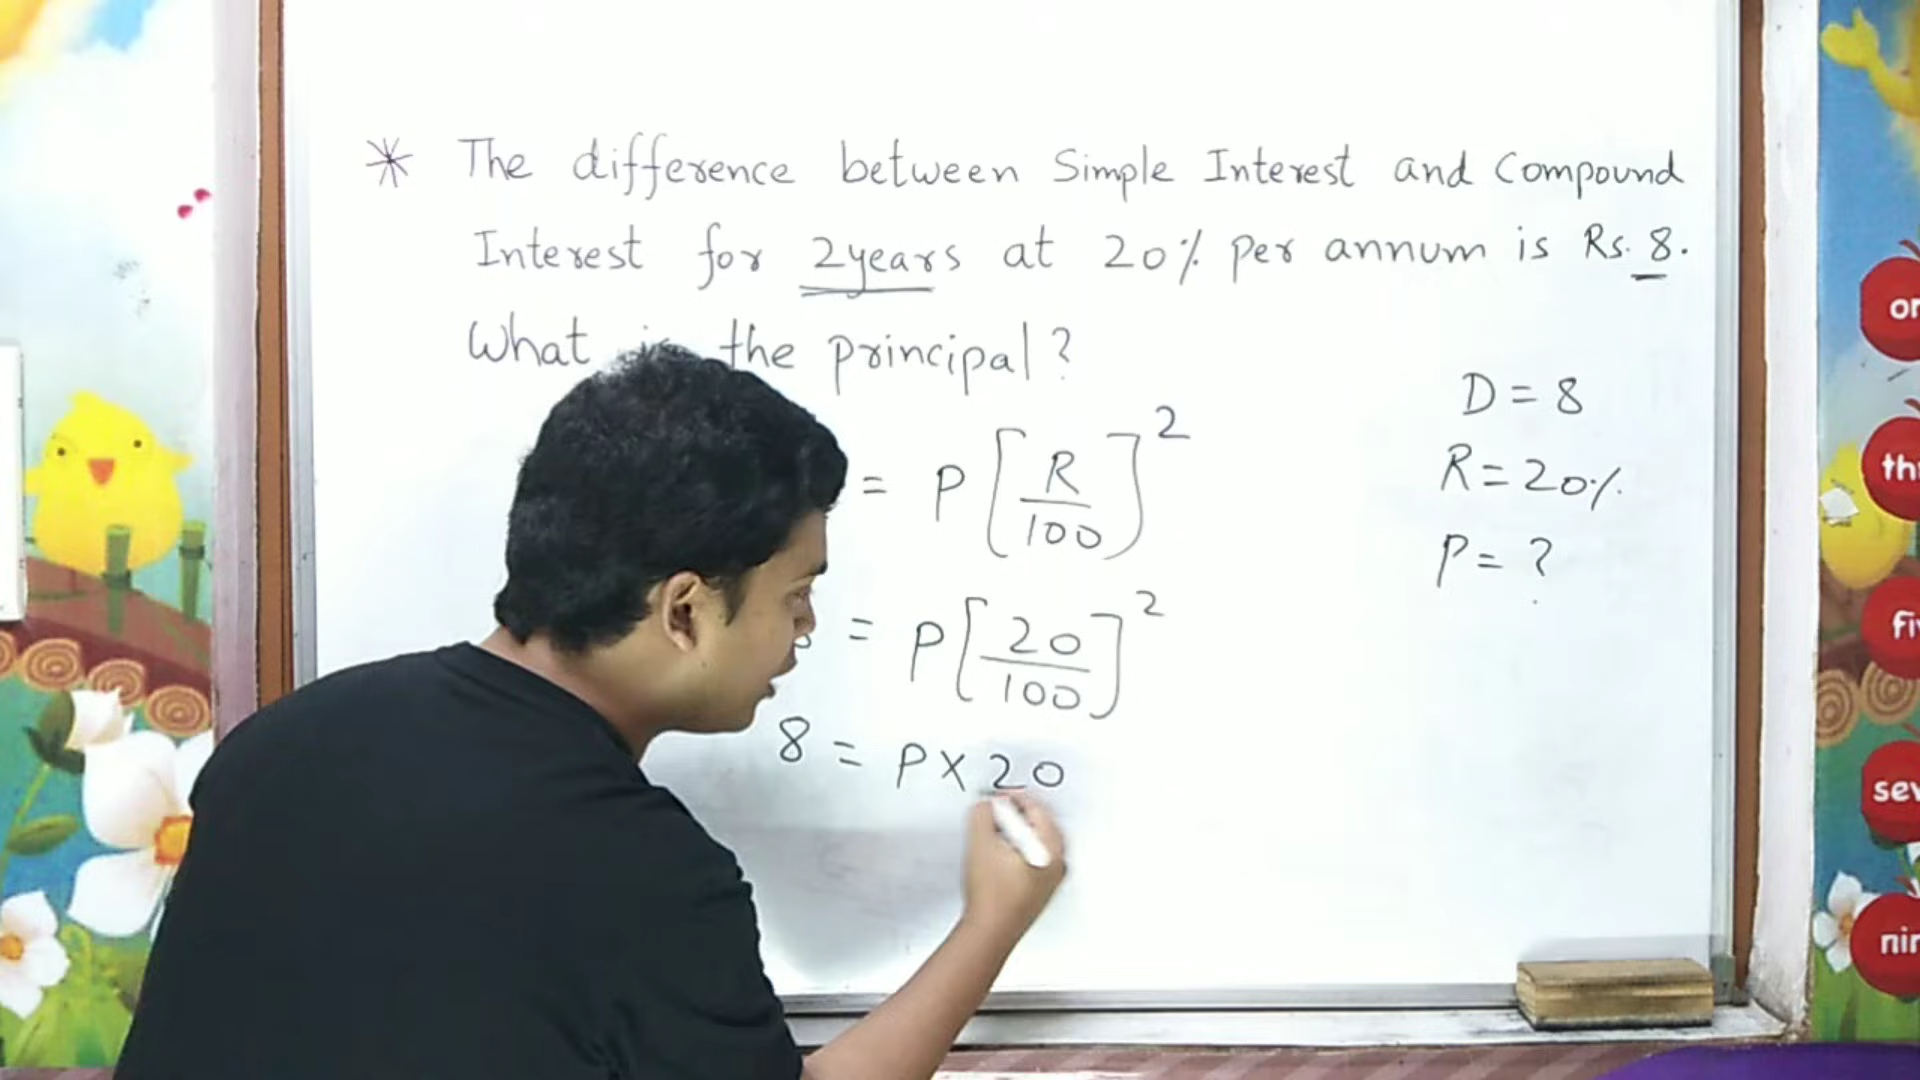 * The difference between Simple Interest and Compound
Interest for 2years at 20% per annum is Rs. 8.
What is the principal?
= P[R/100]²
= P[20/100]²
8 = P×20
D = 8
R = 20%
P = ?